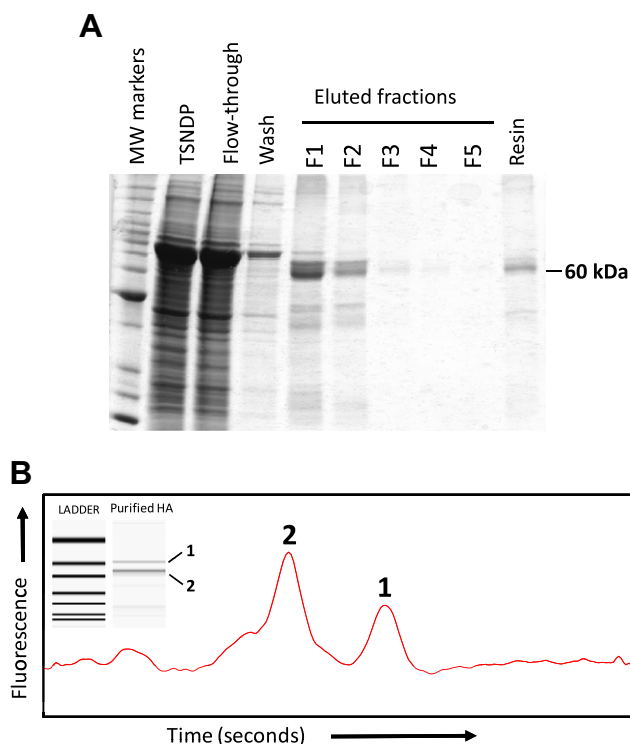 A
MW markers
TSNDP
Flow-through
Wash
Eluted fractions
F1
F2
F3
F4
F5
Resin
60 kDa
B
LADDER
Purified HA
1
2
2
1
Fluorescence
Time (seconds)